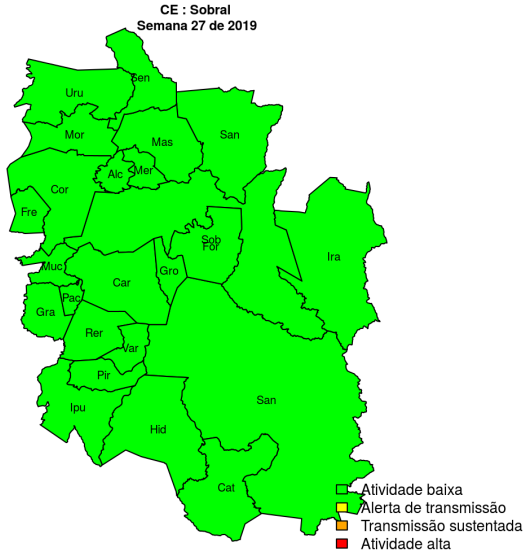 CE : Sobral
Semana 27 de 2019
Sen
Uru
Mor
Mas
San
Alc
Mer
Cor
Fre
Sob
For
Ira
Muc
Gro
Car
Pac
Gra
Rer
Var
Pir
San
Ipu
Hid
Cat
Atividade baixa
Alerta de transmissão
Transmissão sustentada
Atividade alta